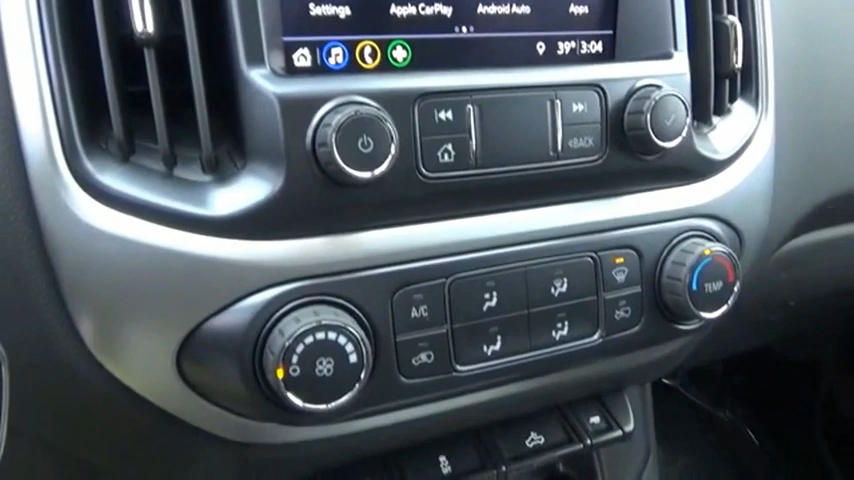 Settings Apple CarPlay Android Auto Apps
39° 3:04
BACK
A/C
TEMP